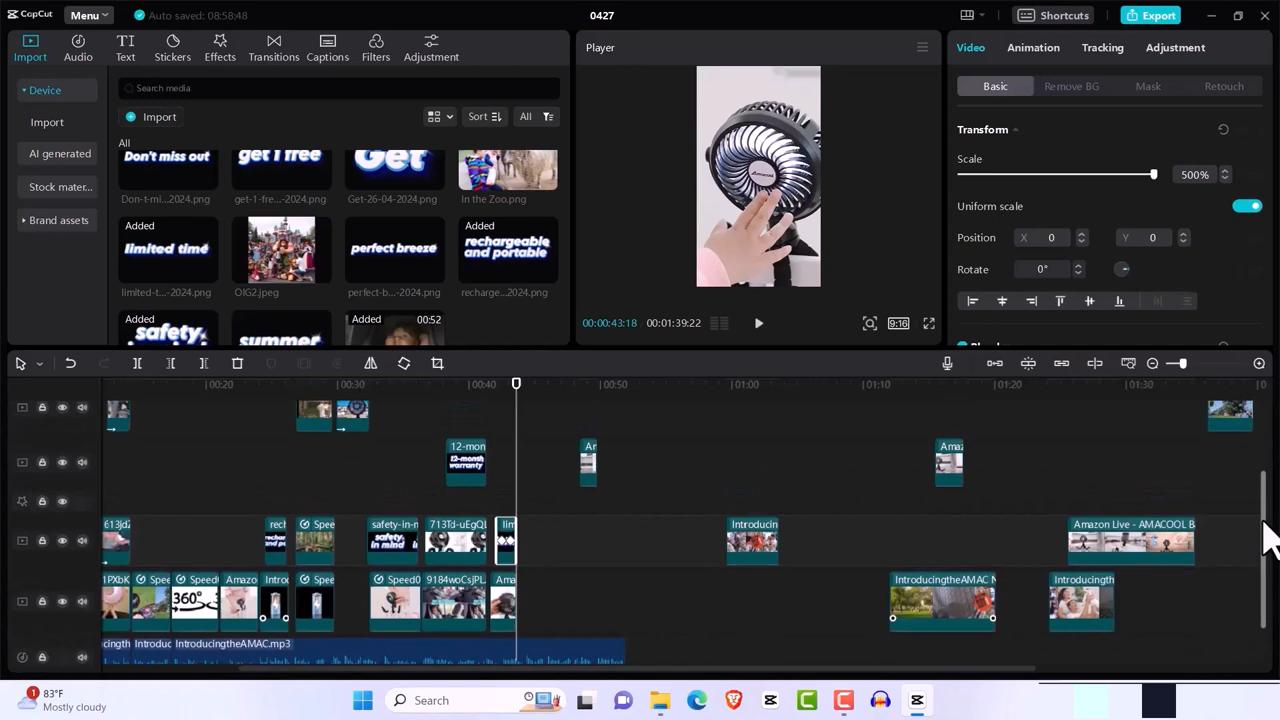 CapCut
Menu
Auto saved: 08:58:48
0427
Shortcuts
Export
Import
Audio
Text
Stickers
Effects
Transitions
Captions
Filters
Adjustment
Player
Video
Animation
Tracking
Adjustment
Device
Search media
Basic
Remove BG
Mask
Retouch
Import
Import
Sort
All
Transform
AI generated
All
Don't miss out
get 1 free
Get
Scale
Stock mater...
500%
Don-t-mi...-2024.png
get-1-fre...-2024.png
Get-26-04-2024.png
In the Zoo.png
Uniform scale
Brand assets
Added
Added
Position
X
0
Y
0
limited time
perfect breeze
rechargeable
and portable
Rotate
0°
limited-t...-2024.png
OIG2.jpeg
perfect-b...-2024.png
recharge...-2024.png
Added
Added
00:52
safety
summer
00:00:43:18
00:01:39:22
9:16
00:20
00:30
00:40
00:50
01:00
01:10
01:20
01:30
12-mon
12-month
warranty
Ar
Amaz
613jdZ
rech
Spee
safety-in-m
safety
in mind
713Td-uEgQL
lim
Introducin
Amazon Live - AMACOOL B
1PXbK
Spee
Speed
360°
Amazo
Introd
Spee
Speed0
9184woCsjPL.
Ama
IntroducingtheAMAC N
Introducingth
cingth
Introduc
IntroducingtheAMAC.mp3
1
83°F
Mostly cloudy
Search